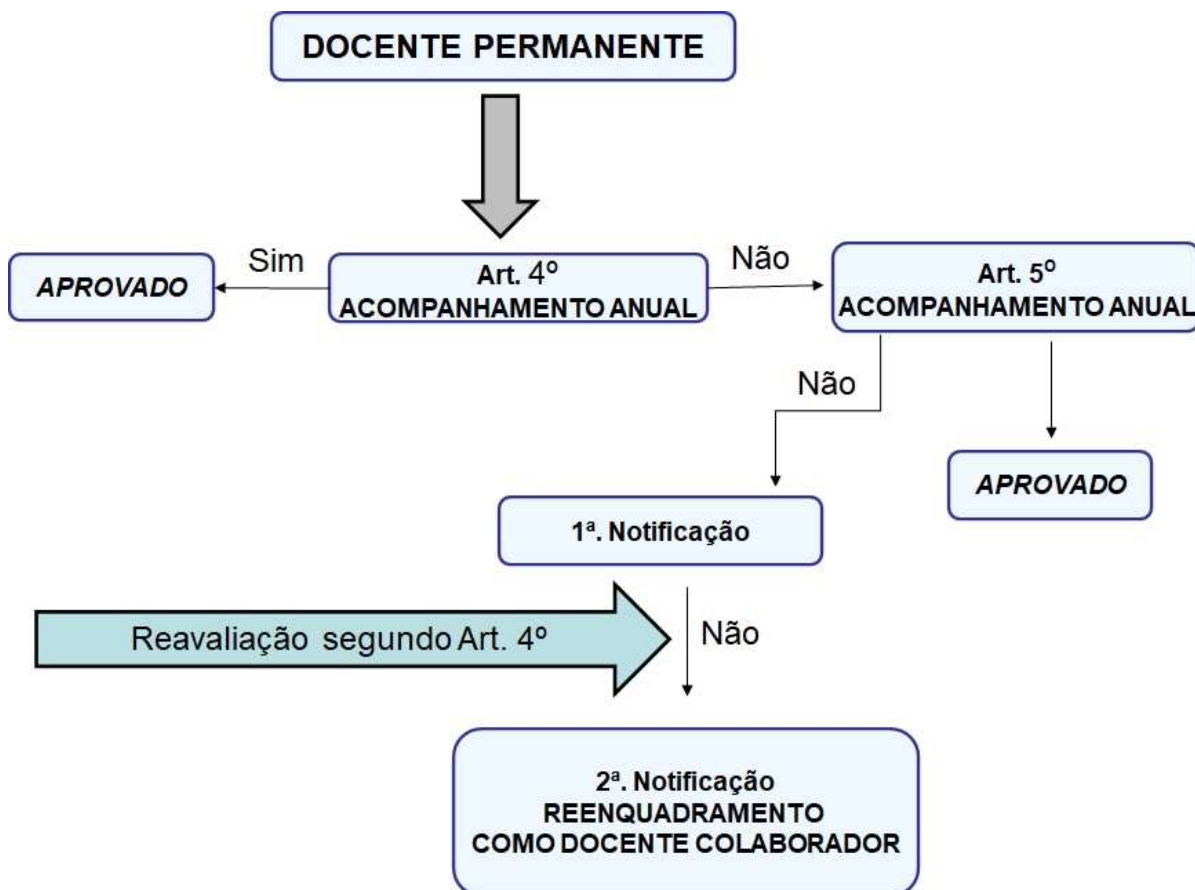 DOCENTE PERMANENTE
Sim
Não
APROVADO
Art. 4º
ACOMPANHAMENTO ANUAL
Art. 5º
ACOMPANHAMENTO ANUAL
Não
APROVADO
1ª. Notificação
Reavaliação segundo Art. 4º
Não
2ª. Notificação
REENQUADRAMENTO
COMO DOCENTE COLABORADOR